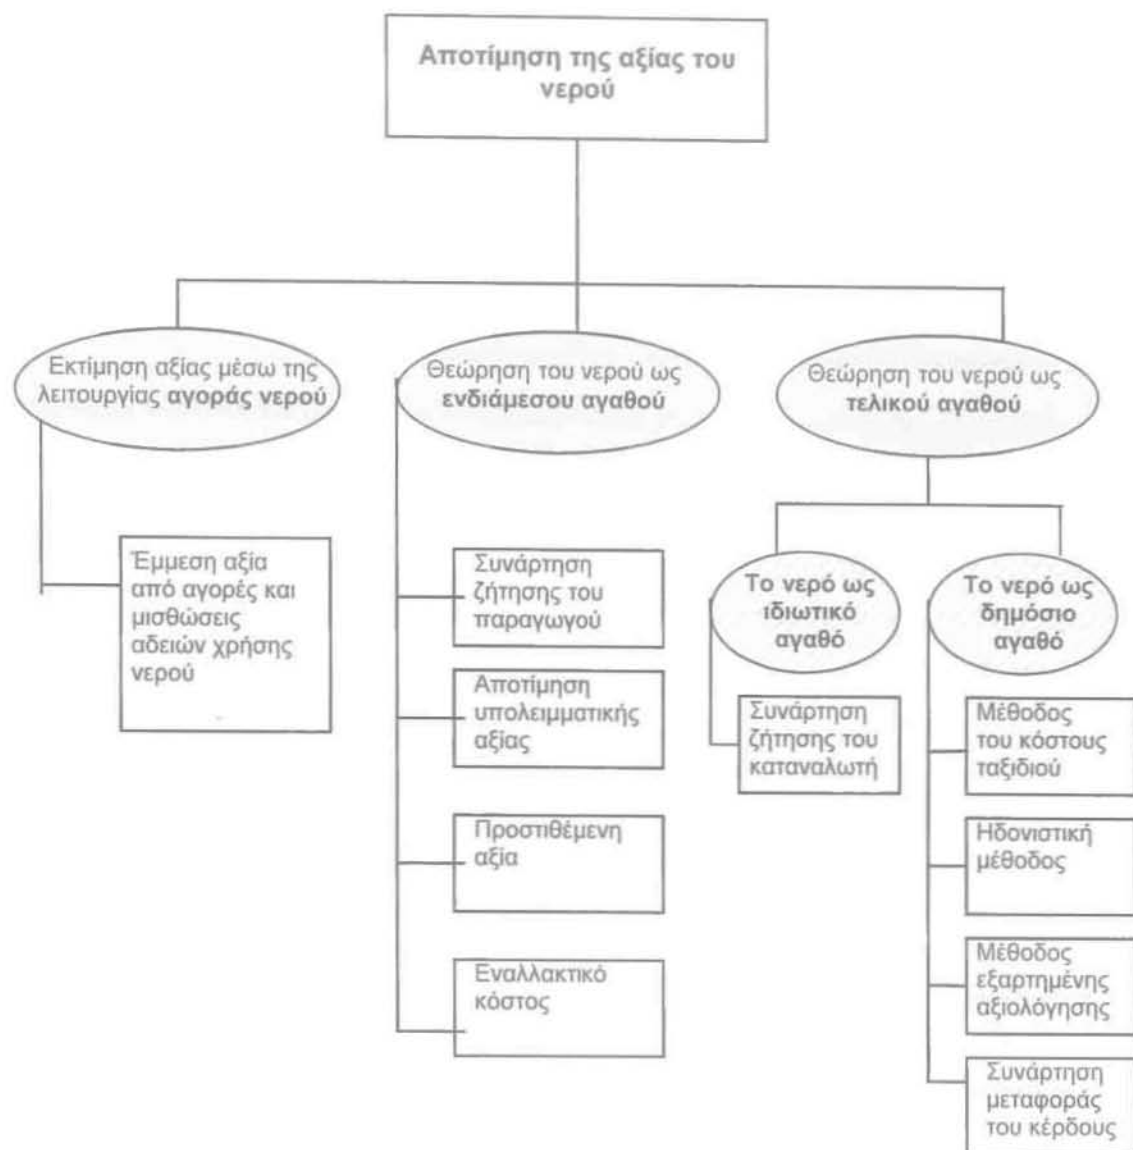 Αποτίμηση της αξίας του
νερού
Εκτίμηση αξίας μέσω της
λειτουργίας αγοράς νερού
Θεώρηση του νερού ως
ενδιάμεσου αγαθού
Θεώρηση του νερού ως
τελικού αγαθού
Έμμεση αξία
από αγορές και
μισθώσεις
αδειών χρήσης
νερού
Συνάρτηση
ζήτησης του
παραγωγού
Αποτίμηση
υπολειμματικής
αξίας
Προστιθέμενη
αξία
Εναλλακτικό
κόστος
Το νερό ως
ιδιωτικό
αγαθό
Συνάρτηση
ζήτησης του
καταναλωτή
Το νερό ως
δημόσιο
αγαθό
Μέθοδος
του κόστους
ταξιδιού
Ηδονιστική
μέθοδος
Μέθοδος
εξαρτημένης
αξιολόγησης
Συνάρτηση
μεταφοράς
του κέρδους